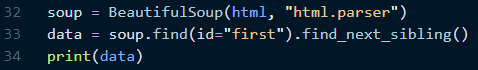 32 soup = BeautifulSoup(html, "html.parser")
33 data = soup.find(id="first").find_next_sibling()
34 print(data)